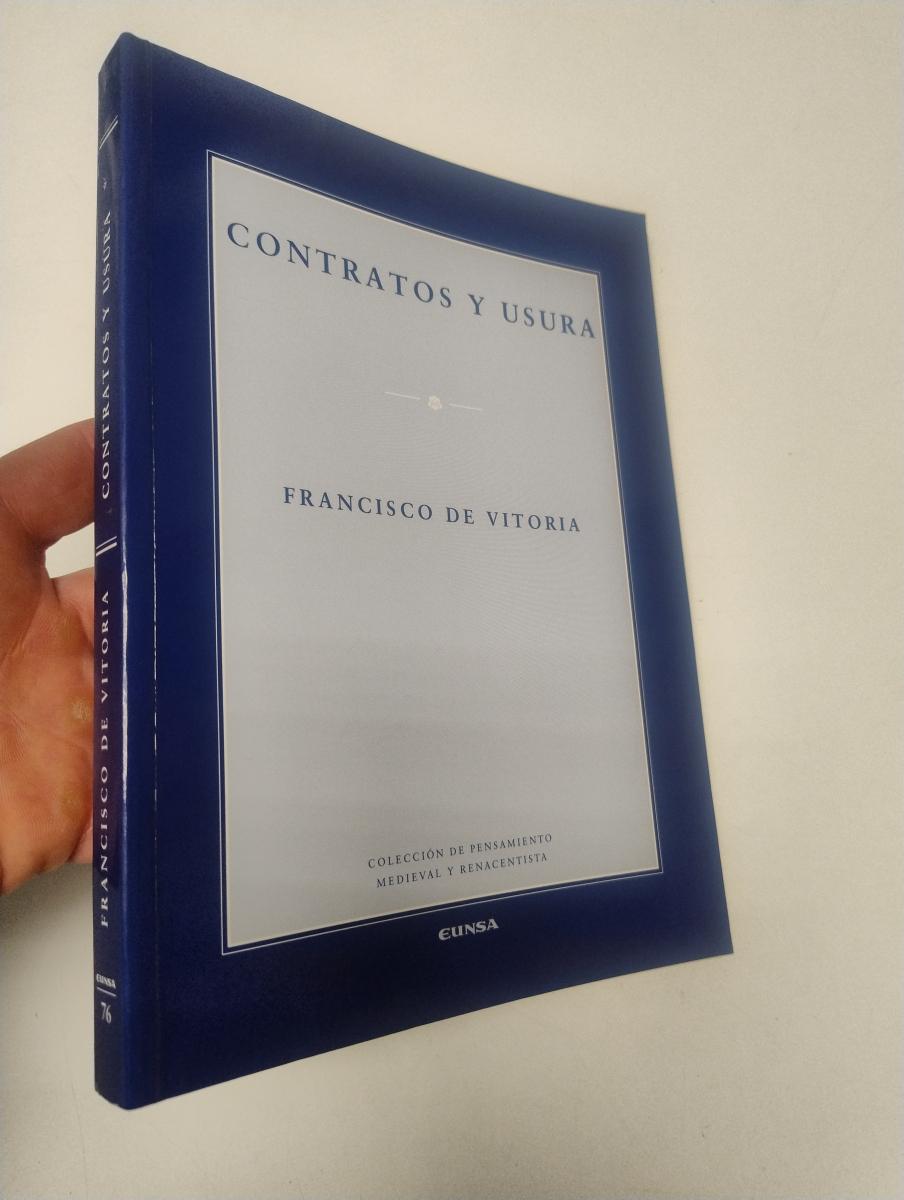 CONTRATOS Y USURA
FRANCISCO DE VITORIA
COLECCIÓN DE PENSAMIENTO
MEDIEVAL Y RENACENTISTA
EUNSA
FRANCISCO DE VITORIA CONTRATOS Y USURA
EUNSA
76